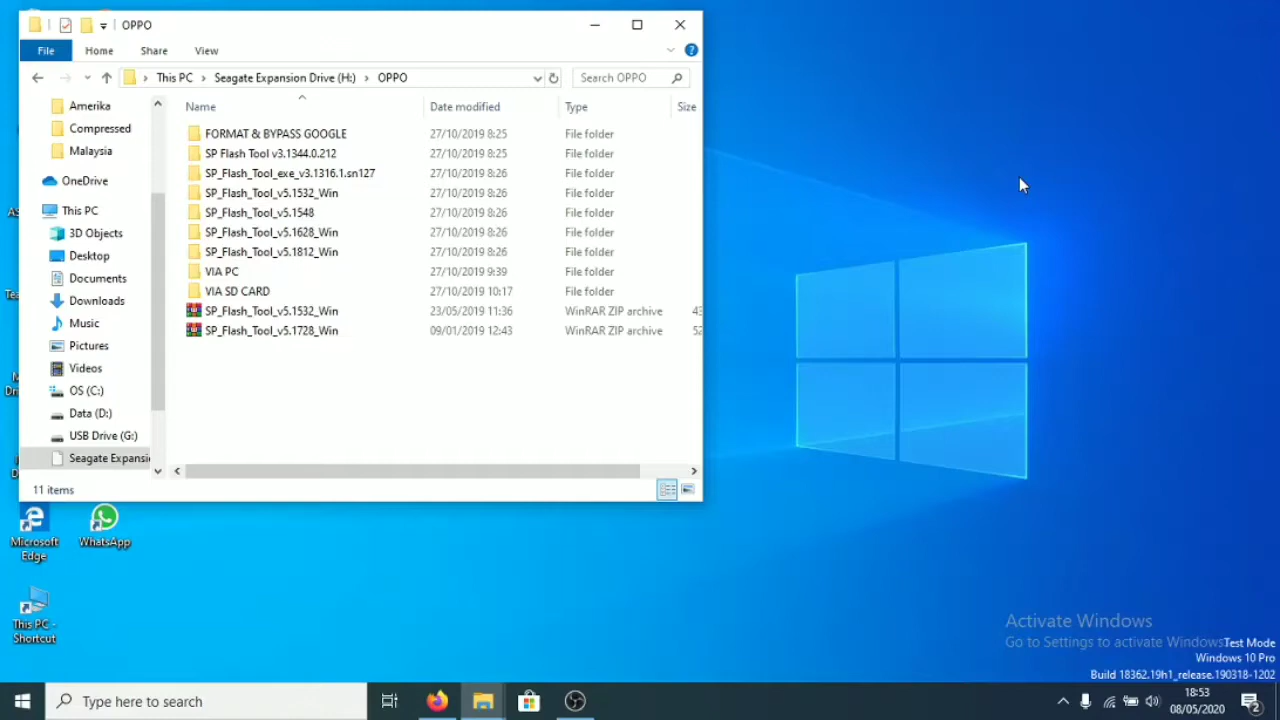 OPPO
File Home Share View
This PC > Seagate Expansion Drive (H:) > OPPO
Search OPPO
Amerika
Compressed
Malaysia
OneDrive
This PC
3D Objects
Desktop
Documents
Downloads
Music
Pictures
Videos
OS (C:)
Data (D:)
USB Drive (G:)
Seagate Expansi
Name Date modified Type Size
FORMAT & BYPASS GOOGLE 27/10/2019 8:25 File folder
SP Flash Tool v3.1344.0.212 27/10/2019 8:25 File folder
SP_Flash_Tool_exe_v3.1316.1.sn127 27/10/2019 8:26 File folder
SP_Flash_Tool_v5.1532_Win 27/10/2019 8:26 File folder
SP_Flash_Tool_v5.1548 27/10/2019 8:26 File folder
SP_Flash_Tool_v5.1628_Win 27/10/2019 8:26 File folder
SP_Flash_Tool_v5.1812_Win 27/10/2019 8:26 File folder
VIA PC 27/10/2019 9:39 File folder
VIA SD CARD 27/10/2019 10:17 File folder
SP_Flash_Tool_v5.1532_Win 23/05/2019 11:36 WinRAR ZIP archive 43
SP_Flash_Tool_v5.1728_Win 09/01/2019 12:43 WinRAR ZIP archive 52
11 items
Microsoft
Edge
WhatsApp
This PC -
Shortcut
Activate Windows
Go to Settings to activate Windows.
Test Mode
Windows 10 Pro
Build 18362.19h1_release.190318-1202
Type here to search
18:53
08/05/2020
2